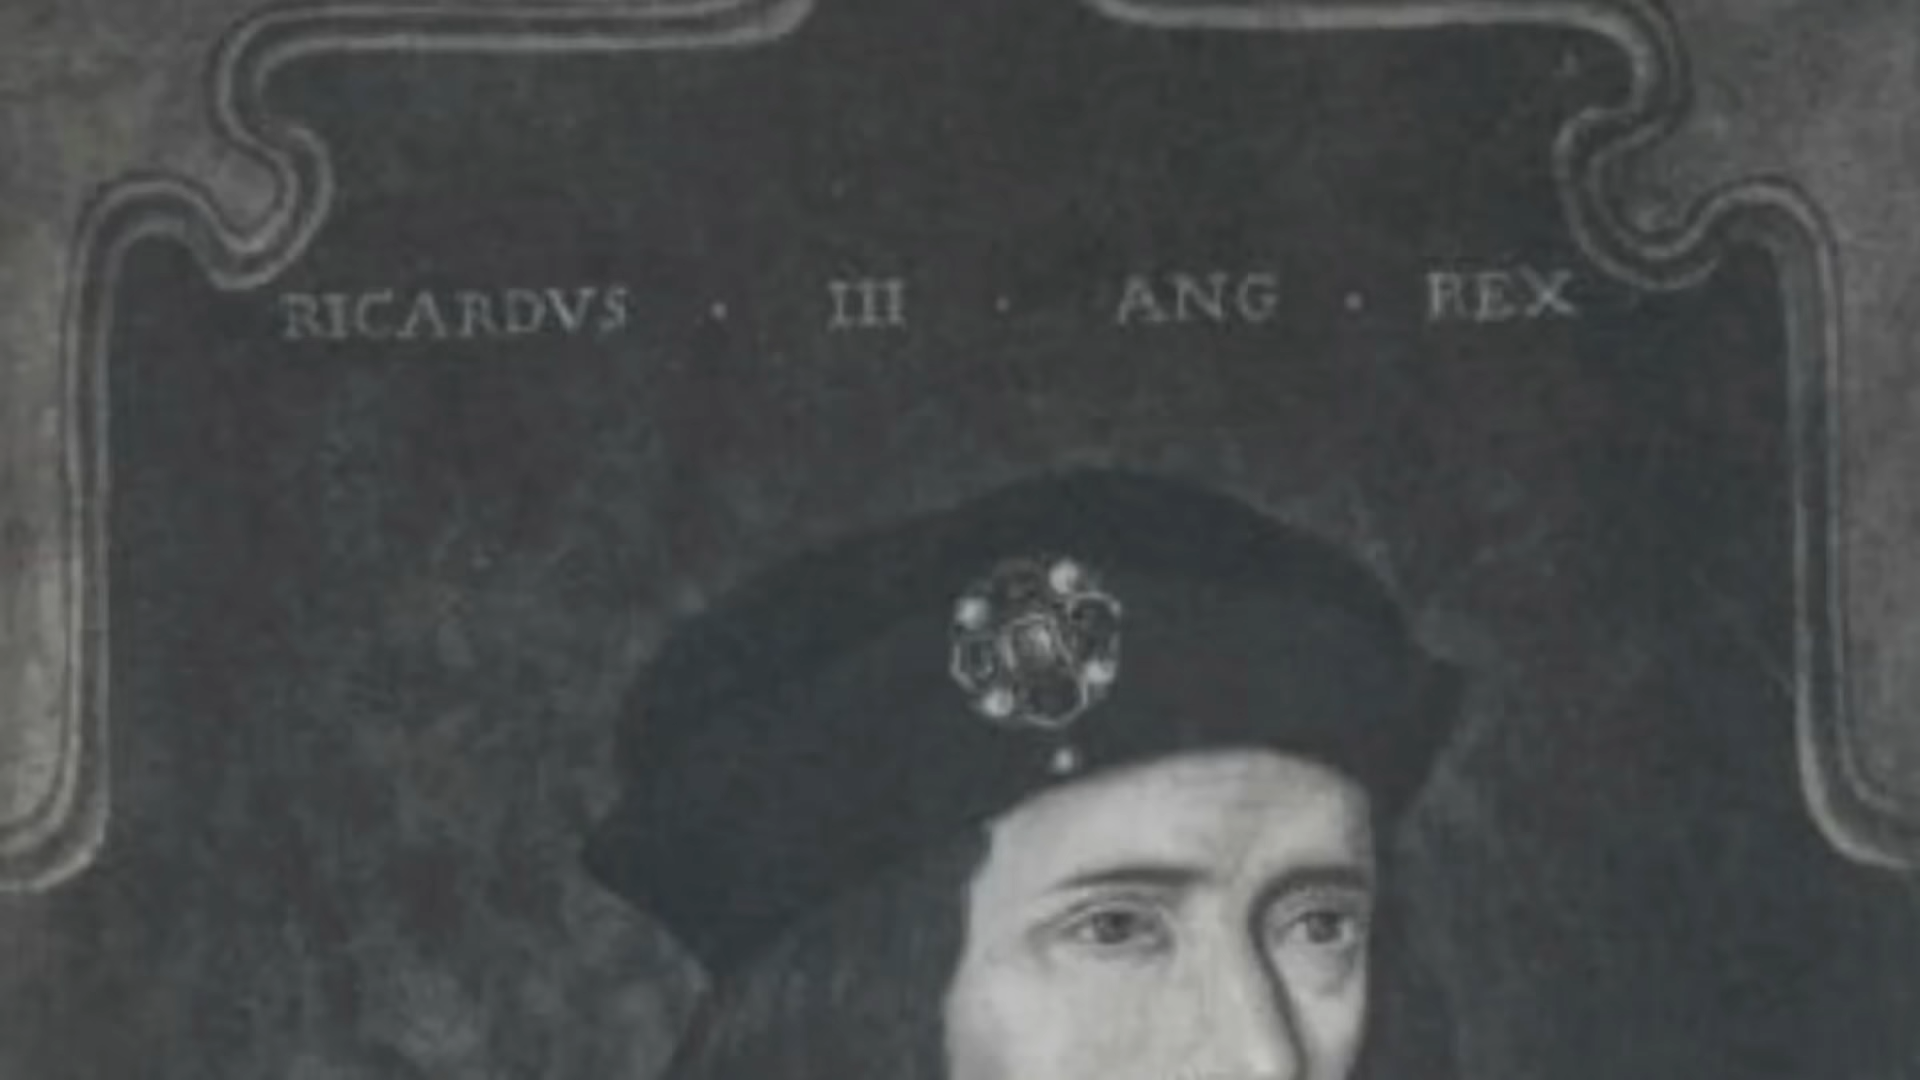 RICARDVS · III · ANG · REX